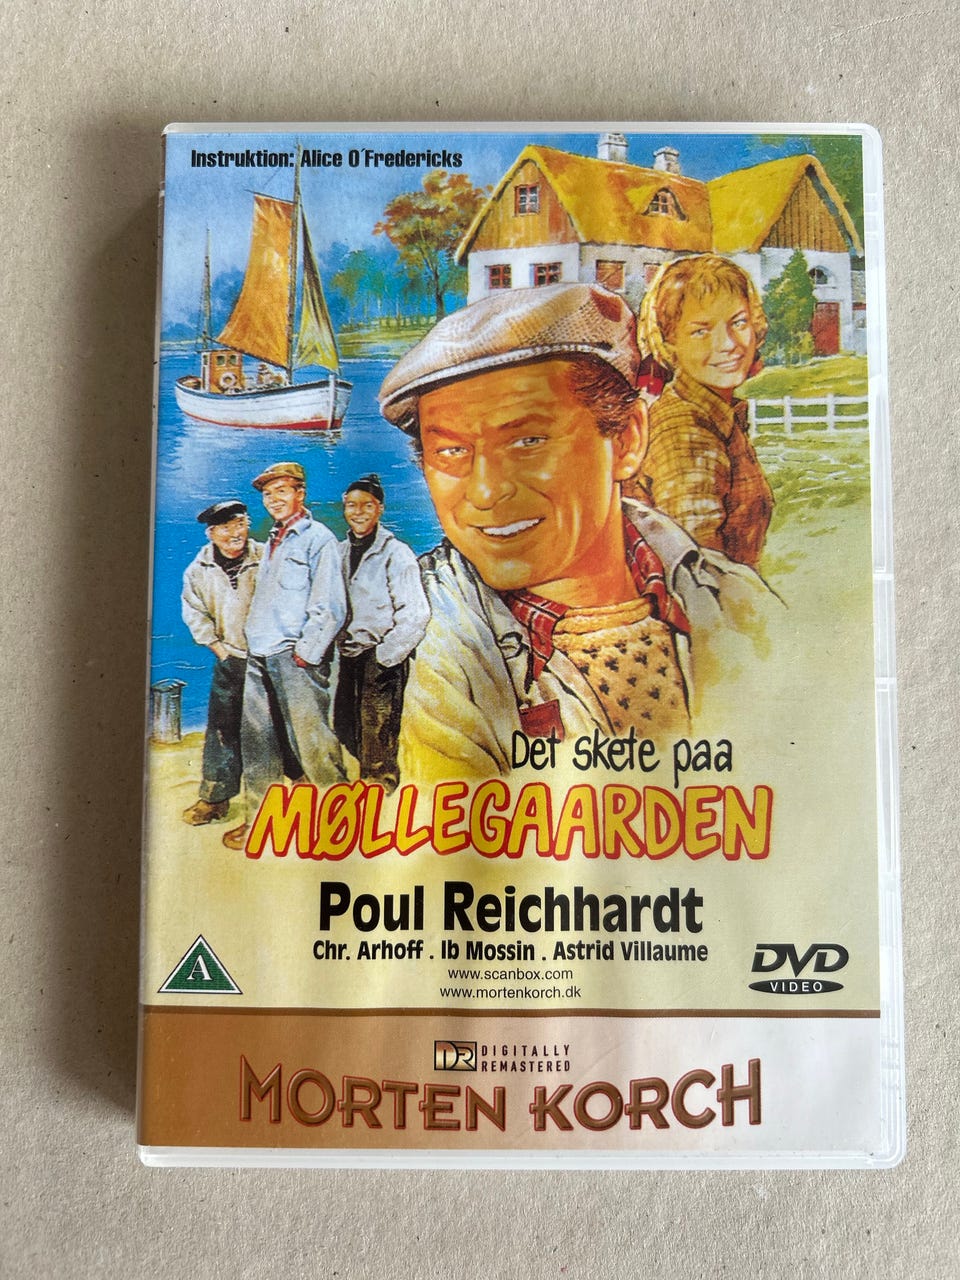 Instruktion: Alice O´Fredericks
Det skete paa
MØLLEGAARDEN
Poul Reichhardt
Chr. Arhoff . Ib Mossin . Astrid Villaume
www.scanbox.com
www.mortenkorch.dk
A
DVD
VIDEO
DR DIGITALLY
REMASTERED
MORTEN KORCH